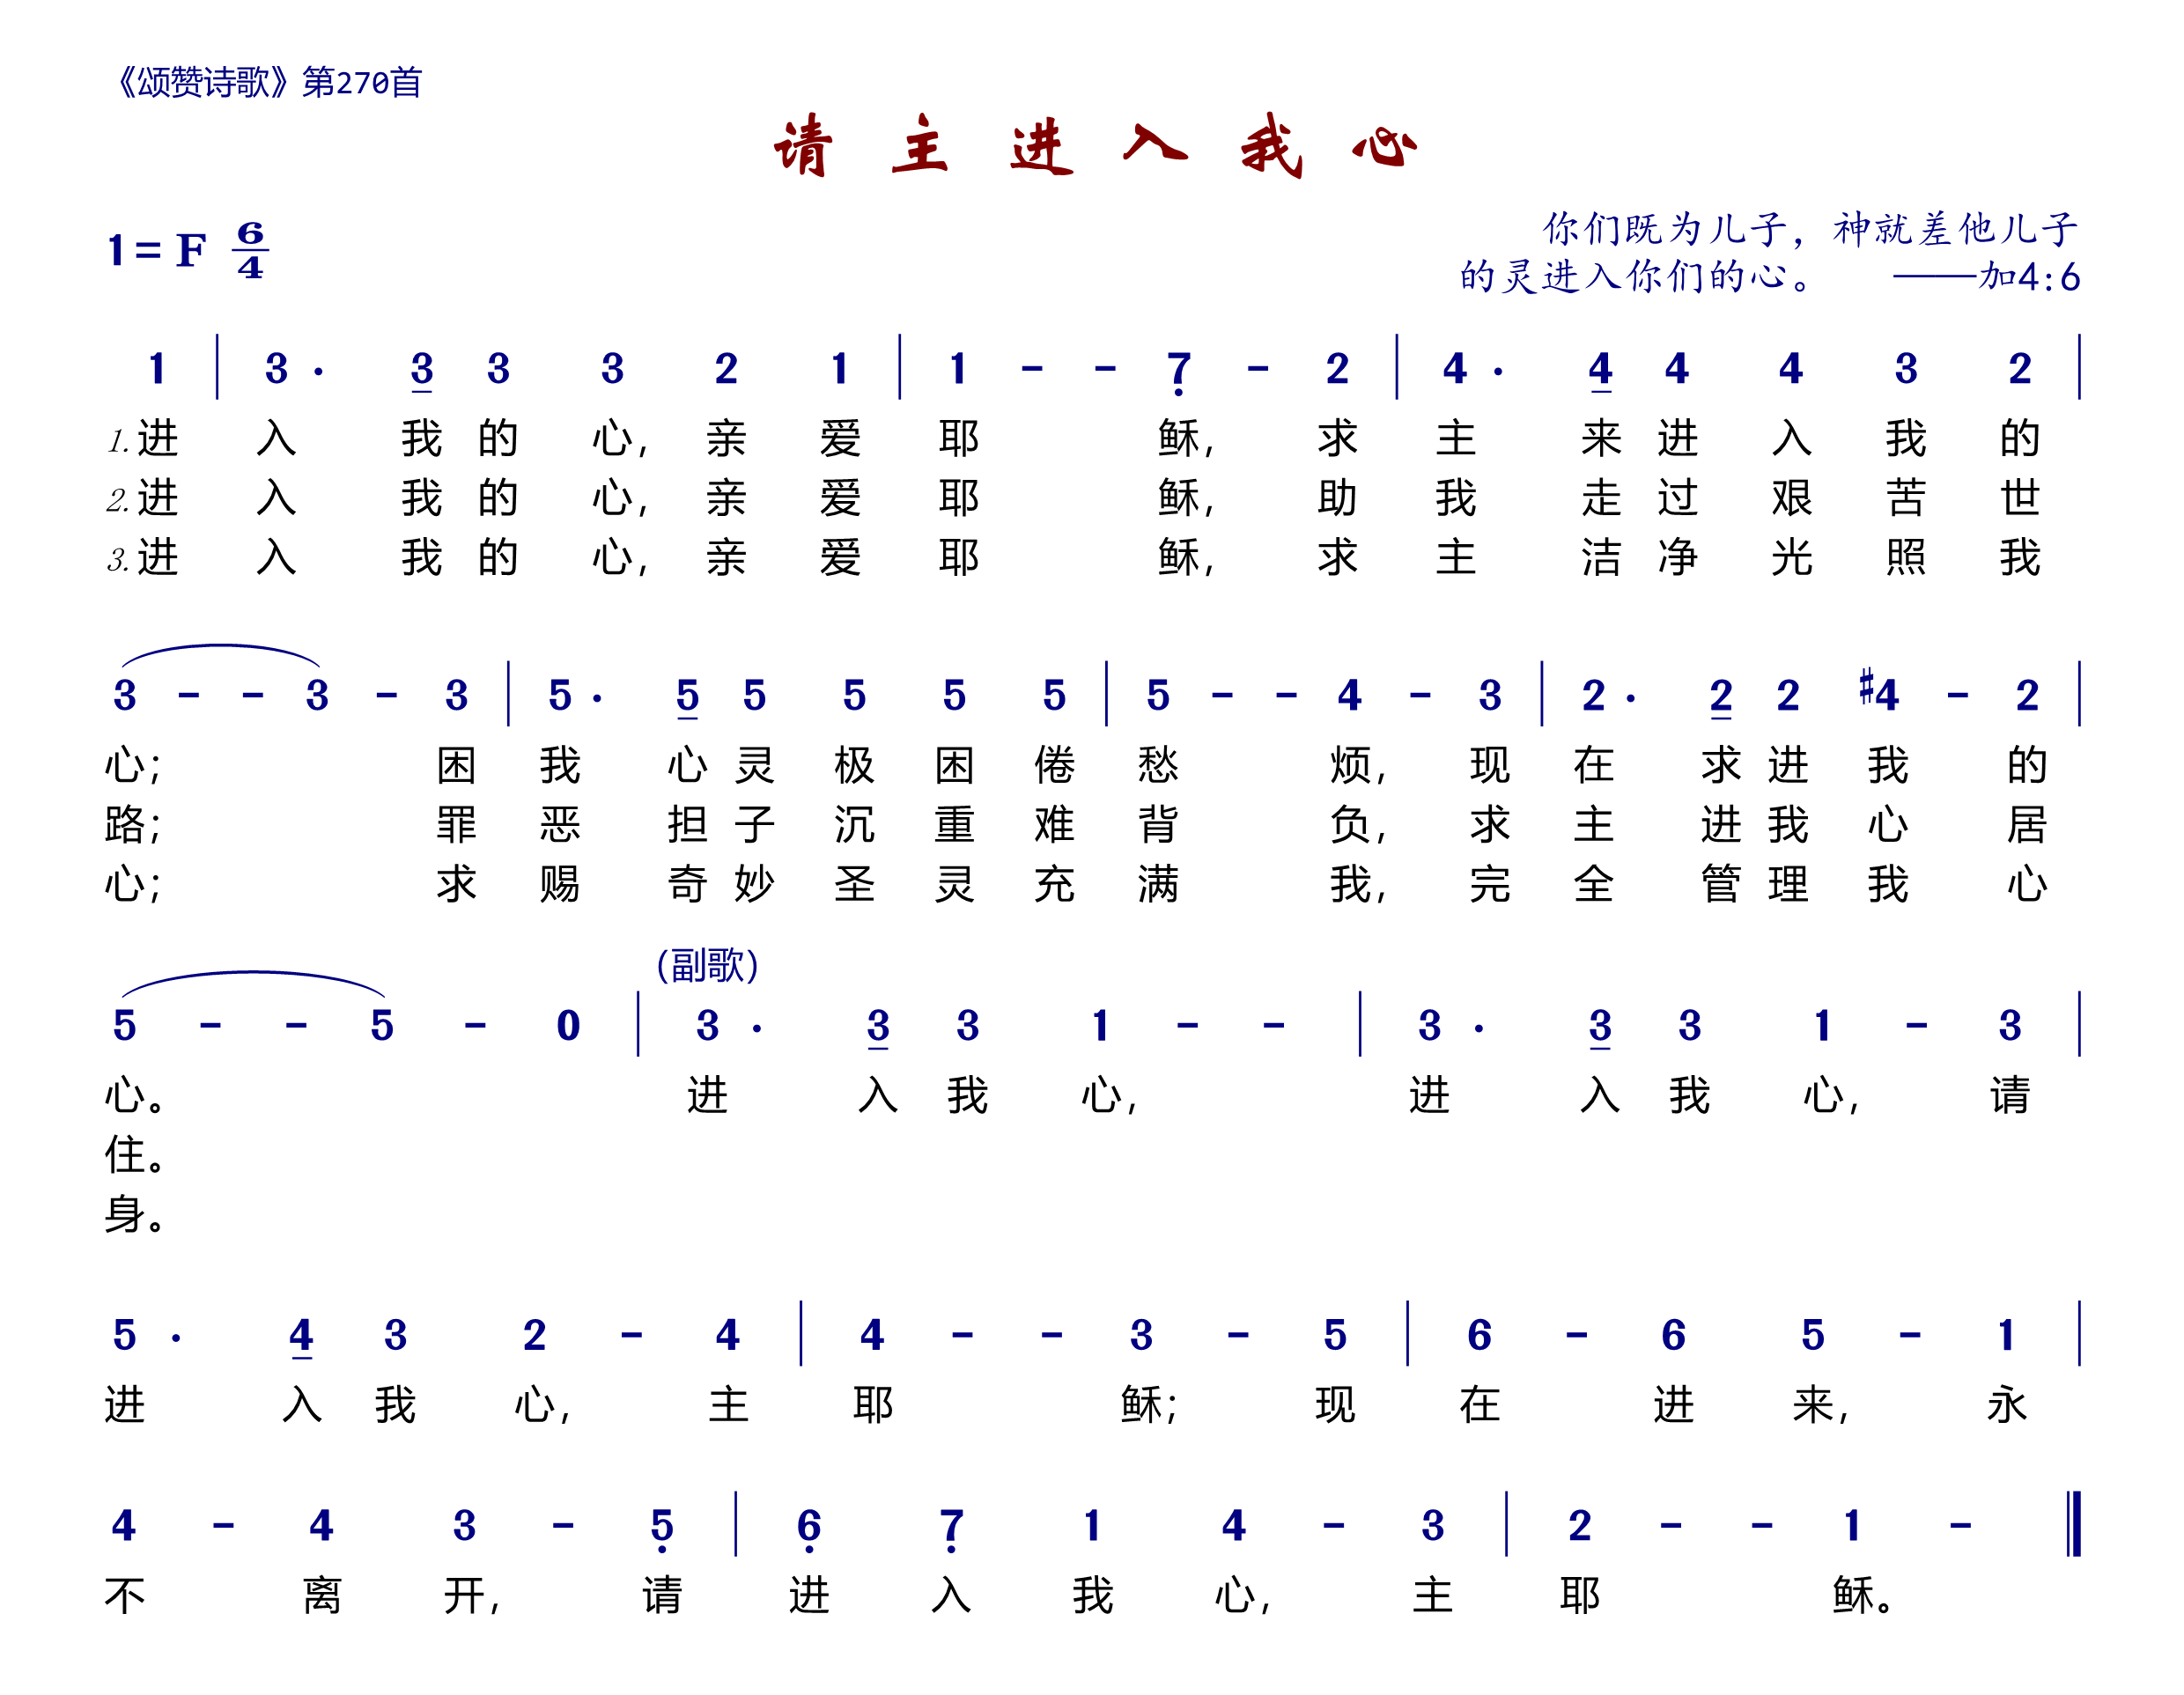 《颂赞诗歌》第270首
请主进入我心
1=F 6/4
你们既为儿子，神就差他儿子
的灵进入你们的心。 ——加4:6
1 | 3 · 3 3 3 2 1 | 1 - - 7 - 2 | 4 · 4 4 4 3 2 |
1.进入我的心，亲爱耶稣，求主来进入我的
2.进入我的心，亲爱耶稣，助我走过艰苦世
3.进入我的心，亲爱耶稣，求主洁净光照我
3 - - 3 - 3 | 5 · 5 5 5 5 5 | 5 - - 4 - 3 | 2 · 2 2 #4 - 2 |
心；困我心灵极困倦愁烦，现在求进我的
路；罪恶担子沉重难背负，求主进我心居
心；求赐奇妙圣灵充满我，完全管理我心
(副歌)
5 - - 5 - 0 | 3 · 3 3 1 - - | 3 · 3 3 1 - 3 |
心。进入我心，进入我心，请
住。
身。
5 · 4 3 2 - 4 | 4 - - 3 - 5 | 6 - 6 5 - 1 |
进入我心，主耶稣；现在进来，永
4 - 4 3 - 5 | 6 7 1 4 - 3 | 2 - - 1 - ‖
不离开，请进入我心，主耶稣。